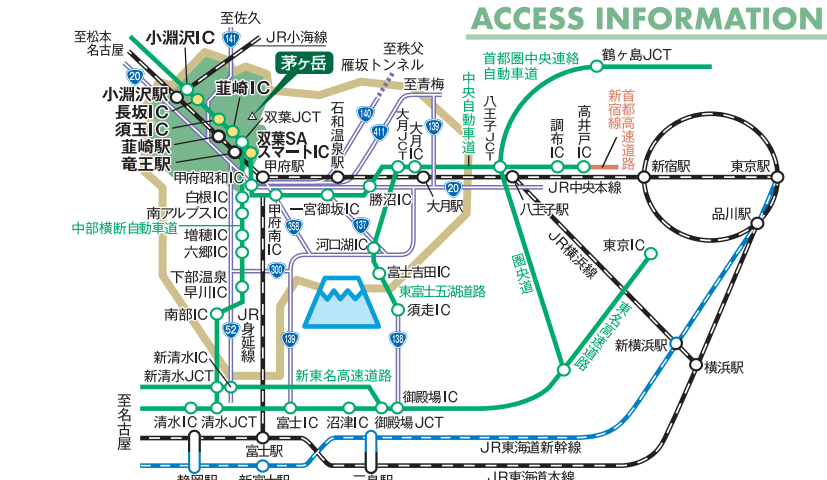 ACCESS INFORMATION
至佐久
141
小淵沢IC
JR小海線
至松本
名古屋
20
茅ヶ岳
至秩父
雁坂トンネル
至青梅
首都圏中央連絡
自動車道
鶴ヶ島JCT
小淵沢駅
長坂IC
須玉IC
韮崎駅
竜王駅
韮崎IC
双葉JCT
双葉SA
スマートIC
石和温泉駅
140
411
139
大月JCT
大月IC
中央自動車道
八王子JCT
調布IC
高井戸IC
首都高速道路
新宿線
甲府駅
甲府昭和IC
新宿駅
東京駅
JR中央本線
20
白根IC
南アルプスIC
中部横断自動車道
増穂IC
六郷IC
下部温泉
早川IC
南部IC
甲府南IC
358
一宮御坂IC
137
勝沼IC
大月駅
八王子駅
品川駅
300
河口湖IC
富士吉田IC
東富士五湖道路
須走IC
圏央道
JR横浜線
東京IC
東名高速道路
52
JR身延線
139
138
新横浜駅
横浜駅
新清水IC
新清水JCT
新東名高速道路
御殿場IC
至名古屋
清水IC
清水JCT
富士IC
沼津IC
御殿場JCT
富士駅
JR東海道新幹線
静岡駅
新富士駅
三島駅
JR東海道本線